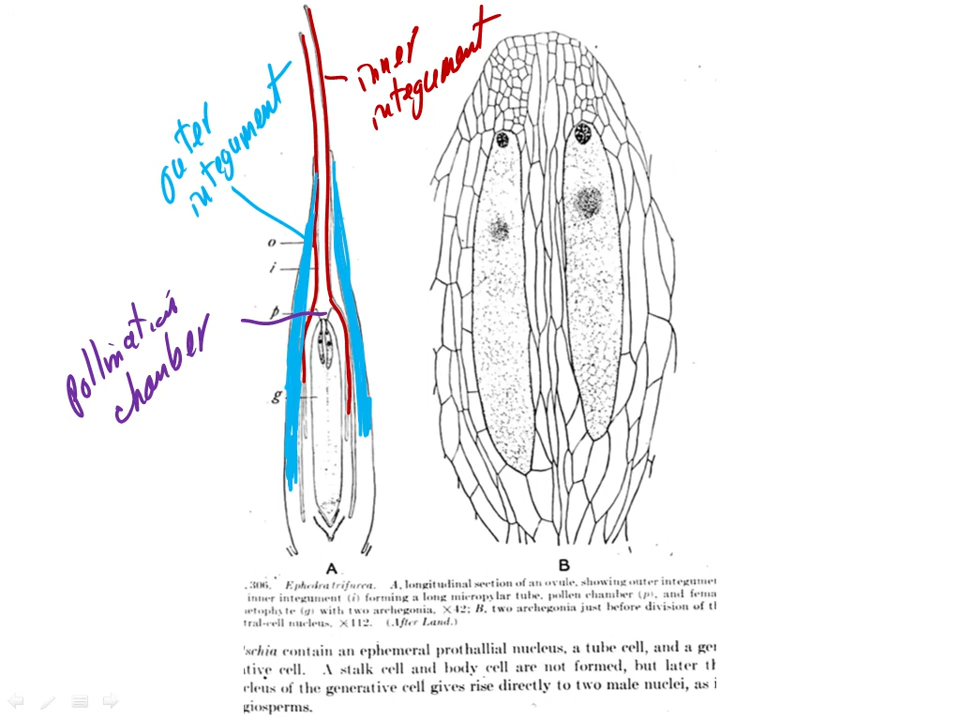 inner
integument
outer
integument
o
i
p
g
pollination
chamber
A
B
.306. Ephedra trifurca. A, longitudinal section of an ovule, showing outer integumen
inner integument (i) forming a long micropylar tube, pollen chamber (p), and fema
etophyte (g) with two archegonia, ×42; B, two archegonia just before division of th
tral-cell nucleus, ×112. (After Land.)
schia contain an ephemeral prothallial nucleus, a tube cell, and a gen
itive cell. A stalk cell and body cell are not formed, but later th
cleus of the generative cell gives rise directly to two male nuclei, as i
giosperms.